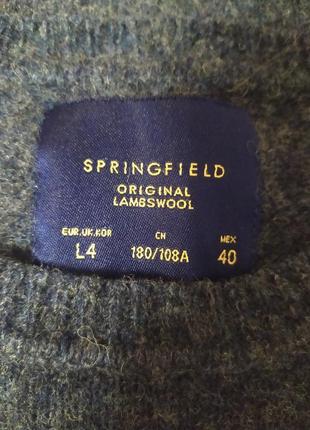 SPRINGFIELD
ORIGINAL
LAMBSWOOL
EUR.UK.KOR CH MEX
L4 180/108A 40